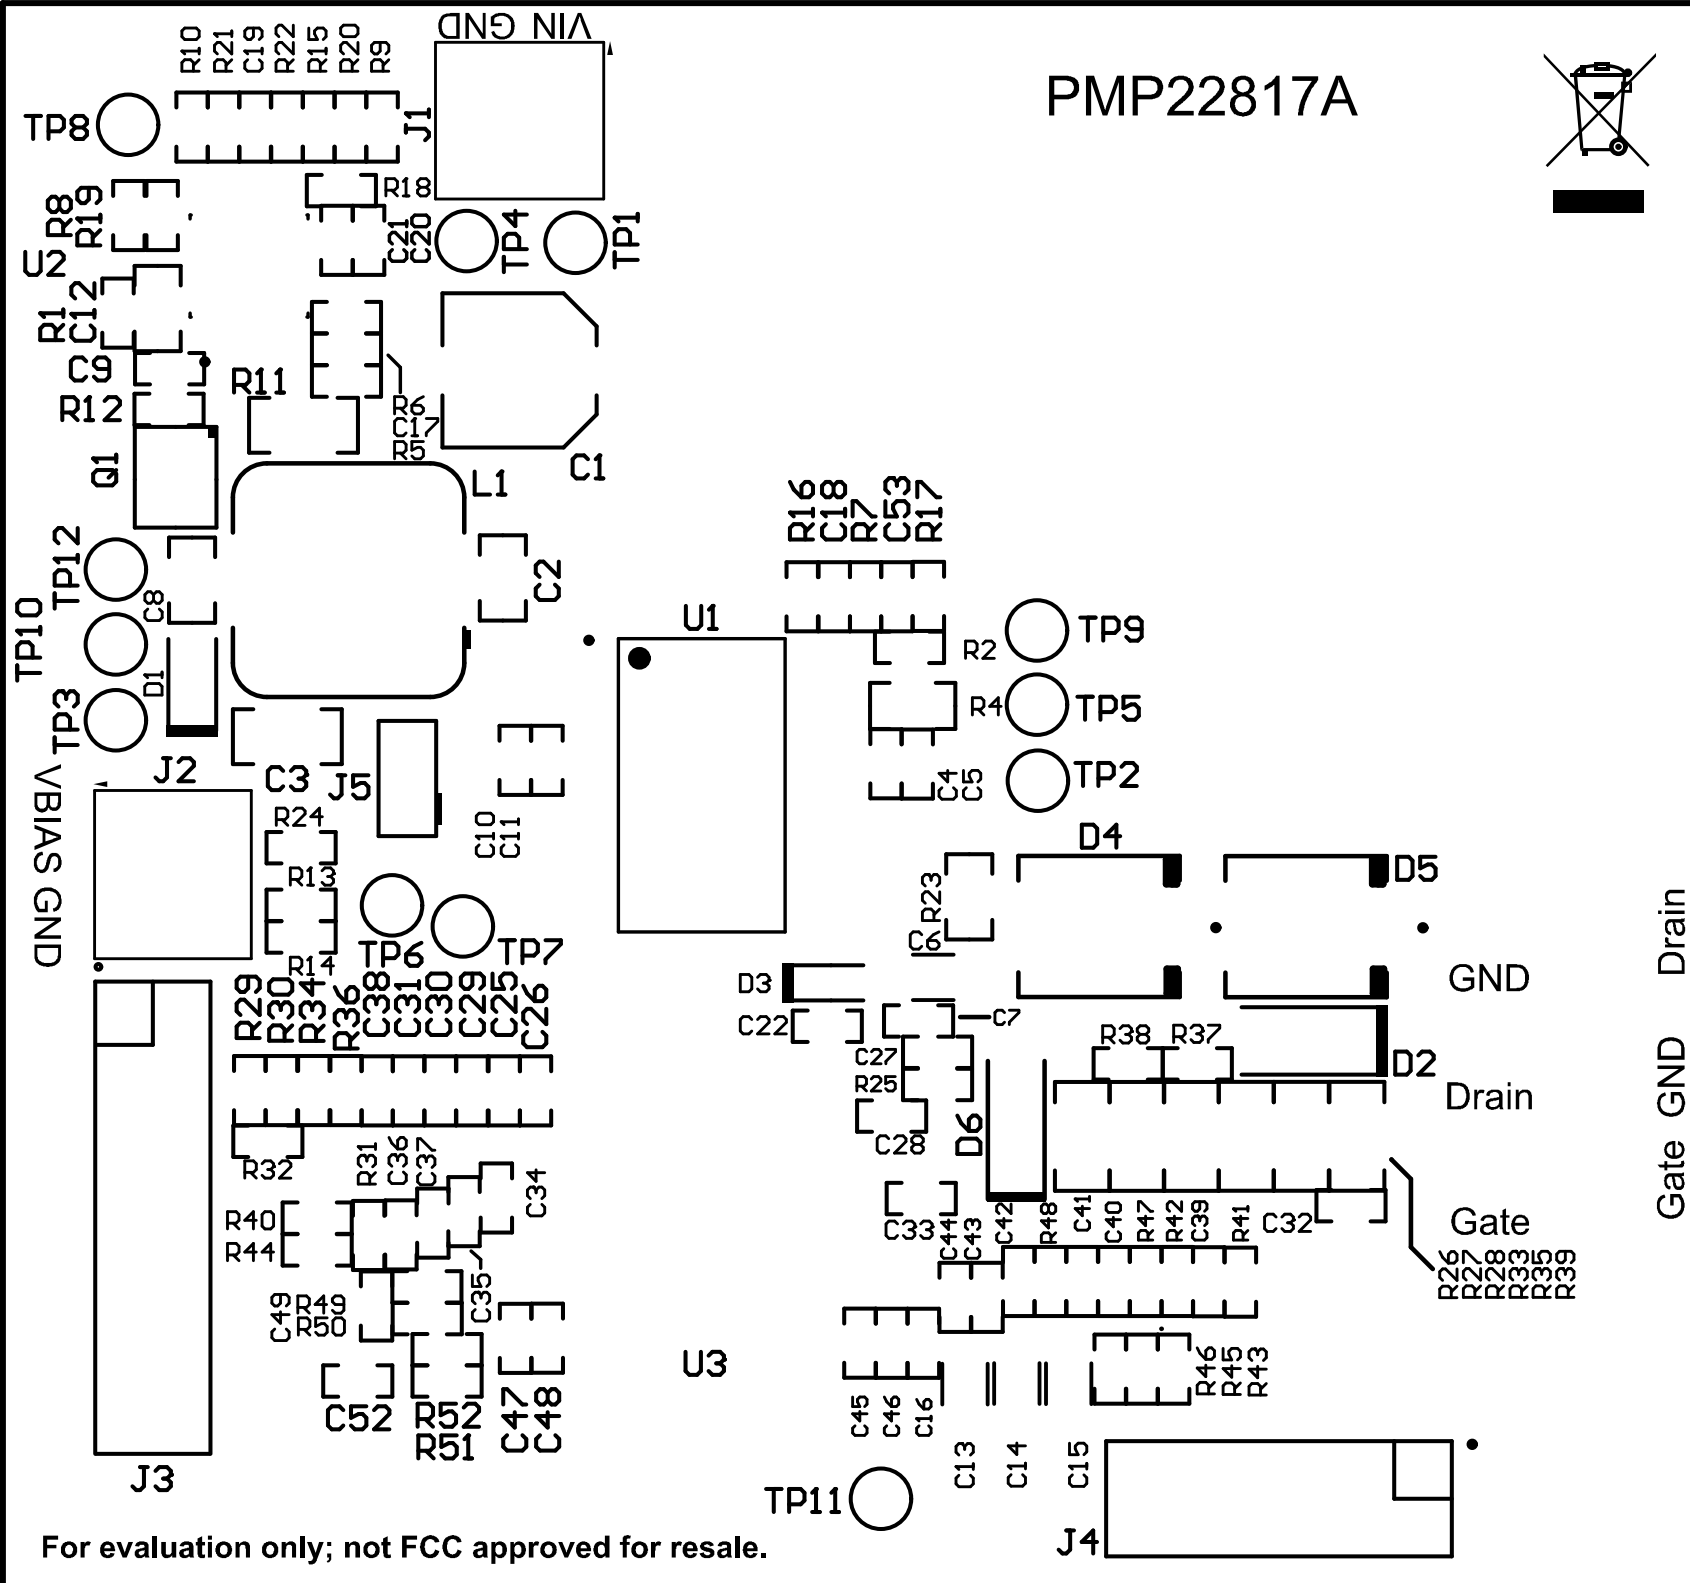 VIN GND
R10
R21
C19
R22
R15
R20
R9
J1
PMP22817A
TP8
R18
R8
R19
C21
C20
TP4
TP1
U2
R1
C12
C9
R11
R12
R6
C17
R5
C1
Q1
L1
R16
C18
R7
C53
R17
TP12
C2
C8
TP10
U1
TP9
R2
D1
TP3
R4
TP5
J2
C3
J5
TP2
C4
C5
VBIAS GND
R24
C10
C11
D4
D5
R13
R23
C6
TP6
TP7
R14
Drain
GND
D3
R29
R30
R34
R36
C38
C31
C30
C29
C25
C26
C22
C7
R38
R37
C27
R25
D2
GND
Drain
C28
D6
R32
R31
C36
C37
C34
Gate
R40
R44
C33
C44
C43
C42
R48
C41
C40
R47
R42
C39
R41
C32
Gate
R26
R27
R28
R33
R35
R39
C35
C49
R49
R50
U3
R46
R45
R43
C52
R52
R51
C47
C48
C45
C46
C16
C13
C14
C15
J3
TP11
J4
For evaluation only; not FCC approved for resale.